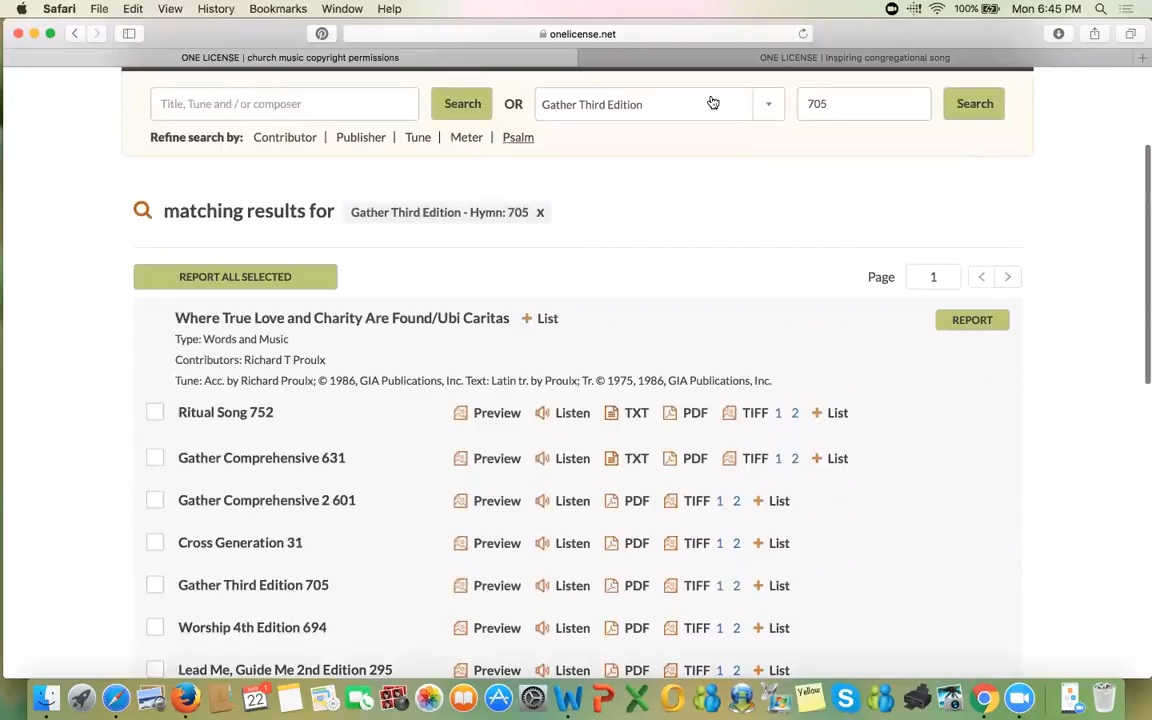 Safari File Edit View History Bookmarks Window Help 100% Mon 6:45 PM
onelicense.net
ONE LICENSE | church music copyright permissions ONE LICENSE | Inspiring congregational song
Title, Tune and / or composer Search OR Gather Third Edition 705 Search
Refine search by: Contributor | Publisher | Tune | Meter | Psalm
matching results for Gather Third Edition - Hymn: 705 x
REPORT ALL SELECTED Page 1 < >
Where True Love and Charity Are Found/Ubi Caritas + List REPORT
Type: Words and Music
Contributors: Richard T Proulx
Tune: Acc. by Richard Proulx; © 1986, GIA Publications, Inc. Text: Latin tr. by Proulx; Tr. © 1975, 1986, GIA Publications, Inc.
Ritual Song 752 Preview Listen TXT PDF TIFF 1 2 + List
Gather Comprehensive 631 Preview Listen TXT PDF TIFF 1 2 + List
Gather Comprehensive 2 601 Preview Listen PDF TIFF 1 2 + List
Cross Generation 31 Preview Listen PDF TIFF 1 2 + List
Gather Third Edition 705 Preview Listen PDF TIFF 1 2 + List
Worship 4th Edition 694 Preview Listen PDF TIFF 1 2 + List
Lead Me, Guide Me 2nd Edition 295 Preview Listen PDF TIFF 1 2 + List
22 Yellow